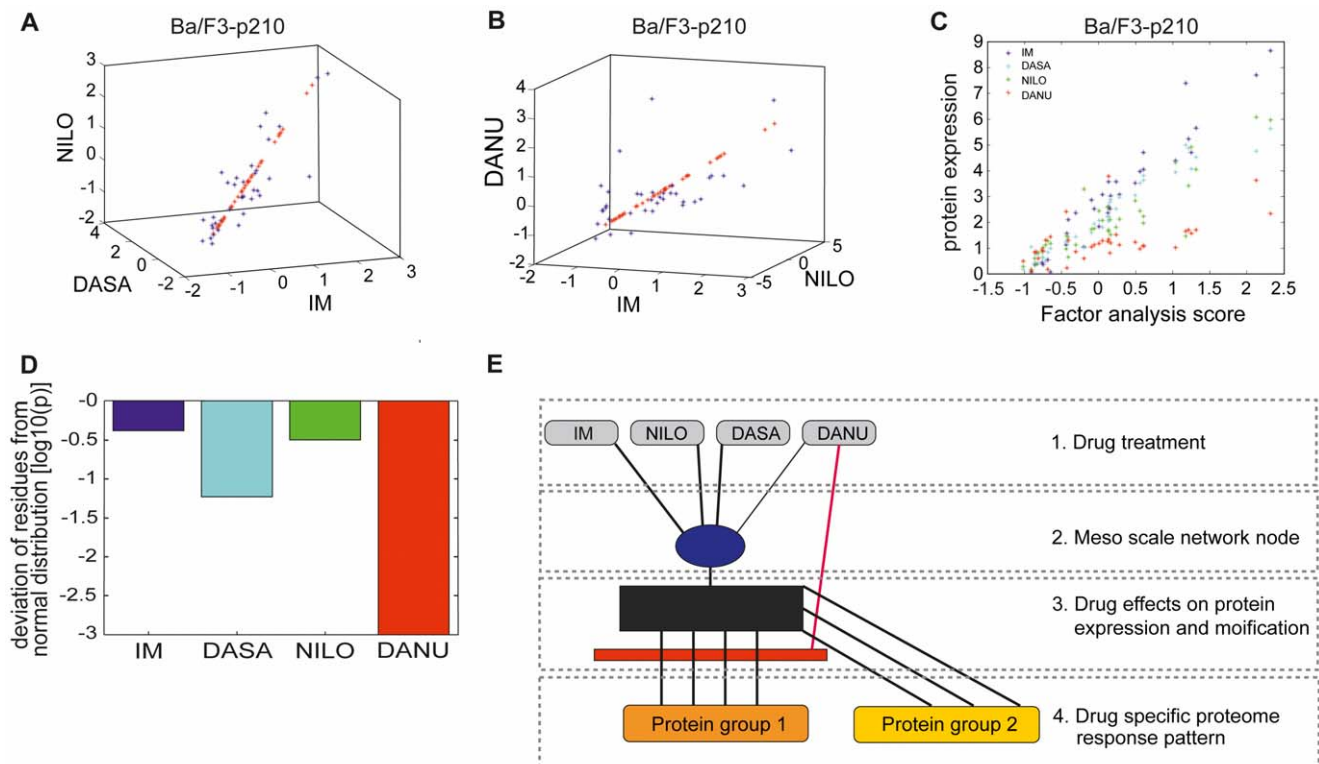 A
Ba/F3-p210
NILO
3
2
1
0
-1
-2
4
2
0
-2
DASA
-2
-1
0
1
2
3
IM
B
Ba/F3-p210
DANU
4
3
2
1
0
-1
-2
-2
-1
0
1
2
3
IM
-5
0
5
NILO
C
Ba/F3-p210
protein expression
9
8
7
6
5
4
3
2
1
0
IM
DASA
NILO
DANU
-1.5
-1
-0.5
0
0.5
1
1.5
2
2.5
Factor analysis score
D
deviation of residues from
normal distribution [log10(p)]
-0
-0.5
-1
-1.5
-2
-2.5
-3
IM
DASA
NILO
DANU
E
IM
NILO
DASA
DANU
1. Drug treatment
2. Meso scale network node
3. Drug effects on protein
expression and moification
Protein group 1
Protein group 2
4. Drug specific proteome
response pattern